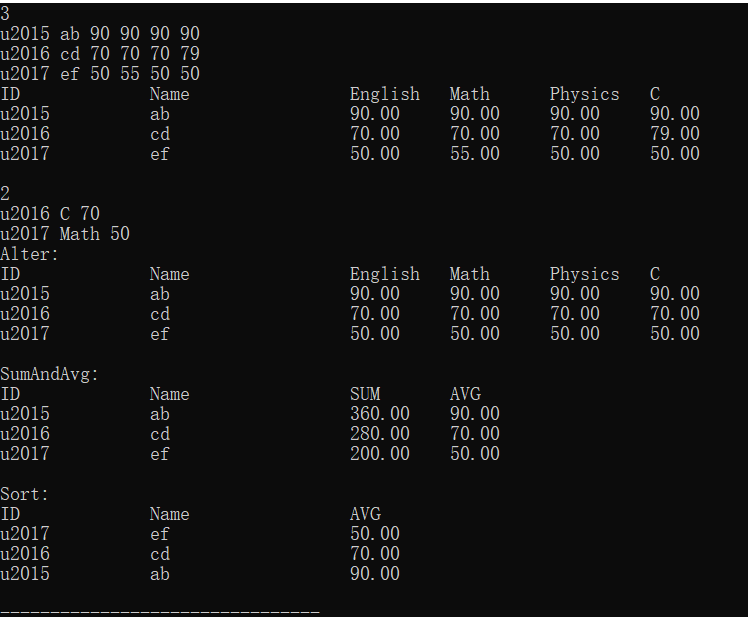 3
u2015 ab 90 90 90 90
u2016 cd 70 70 70 79
u2017 ef 50 55 50 50
ID Name English Math Physics C
u2015 ab 90.00 90.00 90.00 90.00
u2016 cd 70.00 70.00 70.00 79.00
u2017 ef 50.00 55.00 50.00 50.00
2
u2016 C 70
u2017 Math 50
Alter:
ID Name English Math Physics C
u2015 ab 90.00 90.00 90.00 90.00
u2016 cd 70.00 70.00 70.00 70.00
u2017 ef 50.00 50.00 50.00 50.00
SumAndAvg:
ID Name SUM AVG
u2015 ab 360.00 90.00
u2016 cd 280.00 70.00
u2017 ef 200.00 50.00
Sort:
ID Name AVG
u2017 ef 50.00
u2016 cd 70.00
u2015 ab 90.00
--------------------------------